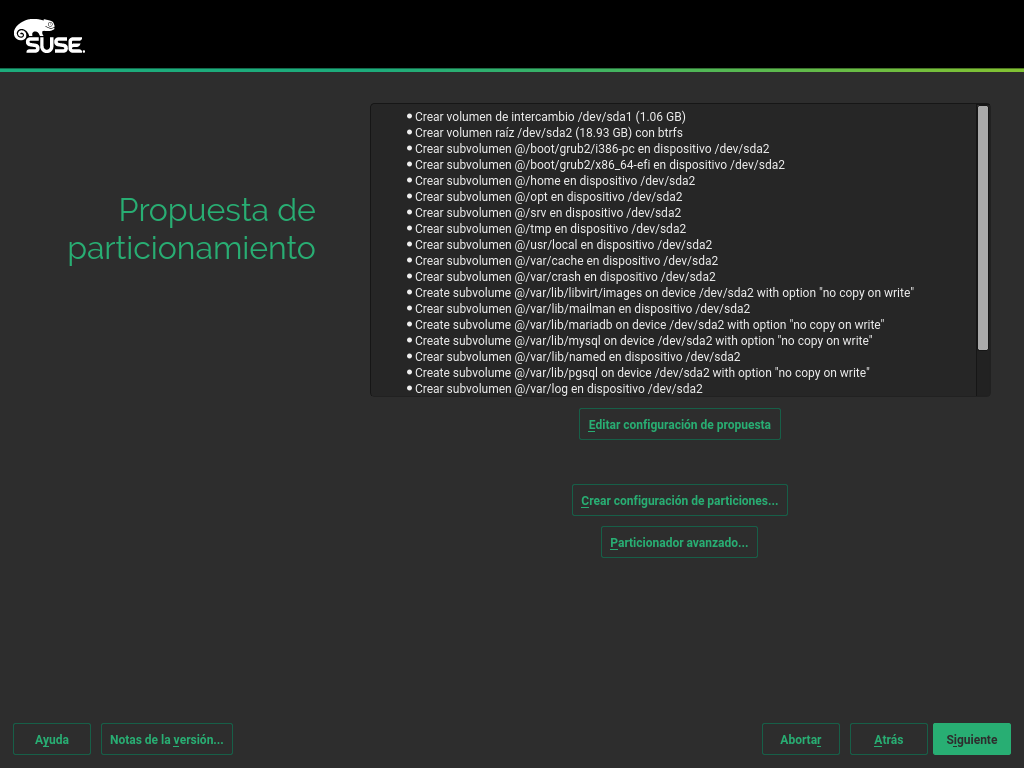 SUSE.
Propuesta de
particionamiento
• Crear volumen de intercambio /dev/sda1 (1.06 GB)
• Crear volumen raíz /dev/sda2 (18.93 GB) con btrfs
• Crear subvolumen @/boot/grub2/i386-pc en dispositivo /dev/sda2
• Crear subvolumen @/boot/grub2/x86_64-efi en dispositivo /dev/sda2
• Crear subvolumen @/home en dispositivo /dev/sda2
• Crear subvolumen @/opt en dispositivo /dev/sda2
• Crear subvolumen @/srv en dispositivo /dev/sda2
• Crear subvolumen @/tmp en dispositivo /dev/sda2
• Crear subvolumen @/usr/local en dispositivo /dev/sda2
• Crear subvolumen @/var/cache en dispositivo /dev/sda2
• Crear subvolumen @/var/crash en dispositivo /dev/sda2
• Create subvolume @/var/lib/libvirt/images on device /dev/sda2 with option "no copy on write"
• Crear subvolumen @/var/lib/mailman en dispositivo /dev/sda2
• Create subvolume @/var/lib/mariadb on device /dev/sda2 with option "no copy on write"
• Create subvolume @/var/lib/mysql on device /dev/sda2 with option "no copy on write"
• Crear subvolumen @/var/lib/named en dispositivo /dev/sda2
• Create subvolume @/var/lib/pgsql on device /dev/sda2 with option "no copy on write"
• Crear subvolumen @/var/log en dispositivo /dev/sda2
Editar configuración de propuesta
Crear configuración de particiones...
Particionador avanzado...
Ayuda
Notas de la versión...
Abortar
Atrás
Siguiente